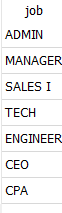 job
ADMIN
MANAGER
SALES I
TECH
ENGINEER
CEO
CPA